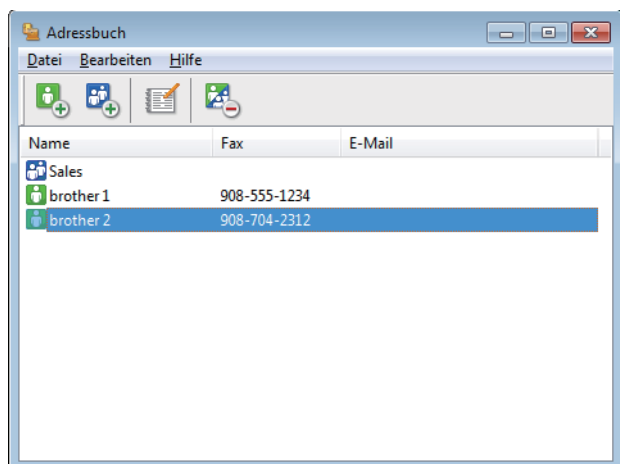 Adressbuch
Datei Bearbeiten Hilfe
Name Fax E-Mail
Sales
brother 1 908-555-1234
brother 2 908-704-2312